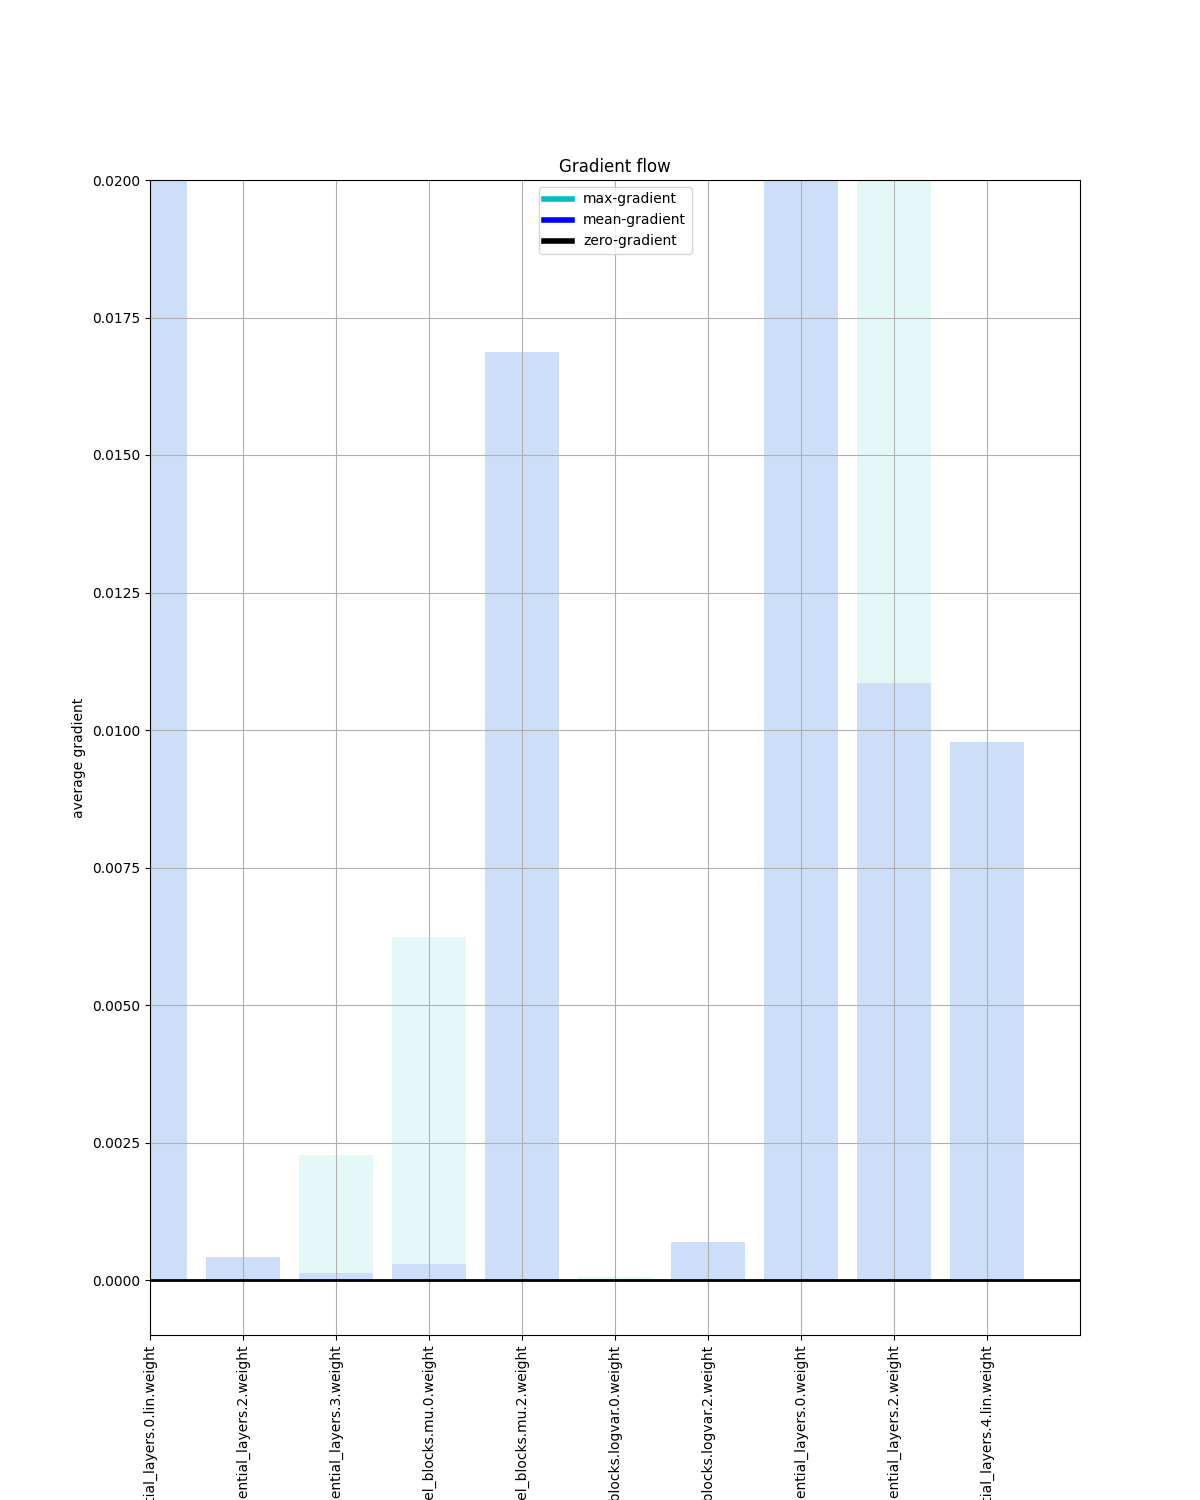 Gradient flow
max-gradient
mean-gradient
zero-gradient
0.0200
0.0175
0.0150
0.0125
0.0100
0.0075
0.0050
0.0025
0.0000
average gradient
tial_layers.0.lin.weight
ential_layers.2.weight
ential_layers.3.weight
el_blocks.mu.0.weight
el_blocks.mu.2.weight
blocks.logvar.0.weight
blocks.logvar.2.weight
ential_layers.0.weight
ential_layers.2.weight
tial_layers.4.lin.weight